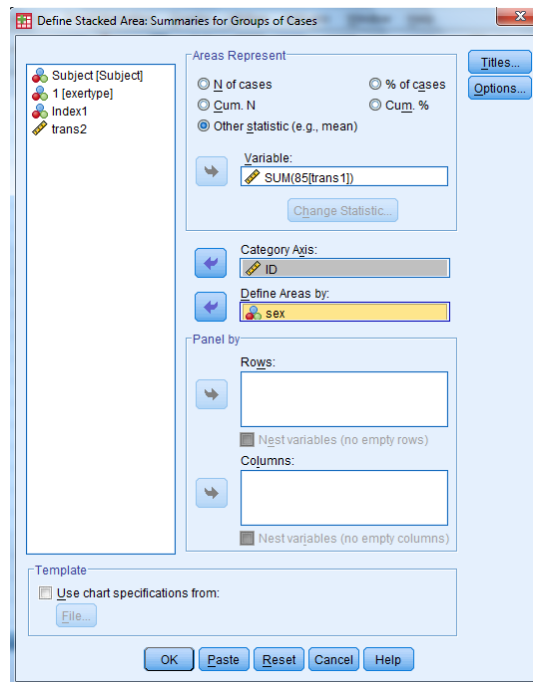 Define Stacked Area: Summaries for Groups of Cases
Subject [Subject]
1 [exertype]
Index1
trans2
Areas Represent
N of cases
% of cases
Cum. N
Cum. %
Other statistic (e.g., mean)
Variable:
SUM(85[trans1])
Change Statistic...
Category Axis:
ID
Define Areas by:
sex
Panel by
Rows:
Nest variables (no empty rows)
Columns:
Nest variables (no empty columns)
Titles...
Options...
Template
Use chart specifications from:
File...
OK Paste Reset Cancel Help